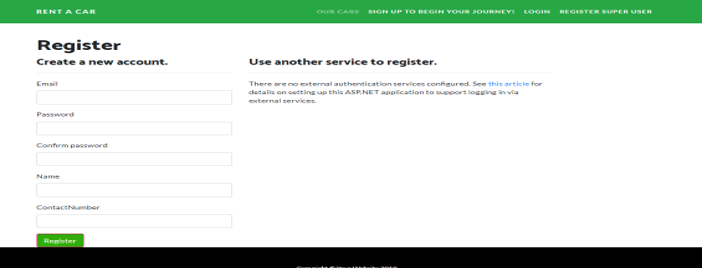 RENT A CAR
OUR CARS SIGN UP TO BEGIN YOUR JOURNEY! LOGIN REGISTER SUPER USER
Register
Create a new account.
Use another service to register.
Email
There are no external authentication services configured. See this article for
details on setting up this ASP.NET application to support logging in via
external services.
Password
Confirm password
Name
ContactNumber
Register